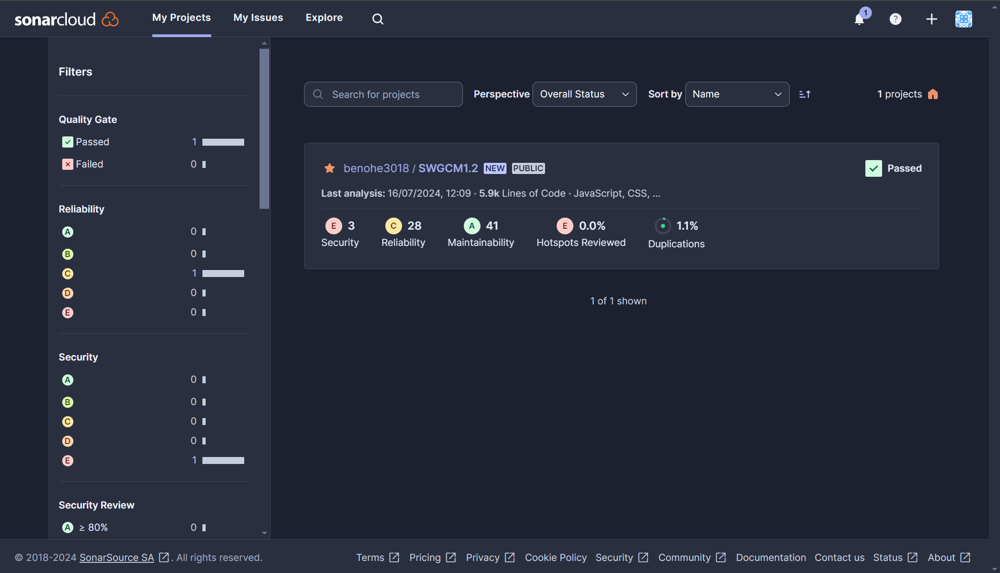 sonarcloud My Projects My Issues Explore 1 ?
Filters
Quality Gate
Passed 1
Failed 0
Reliability
A 0
B 0
C 1
D 0
E 0
Security
A 0
B 0
C 0
D 0
E 1
Security Review
A ≥ 80% 0
Search for projects Perspective Overall Status Sort by Name 1 projects
benohe3018 / SWGCM1.2 NEW PUBLIC Passed
Last analysis: 16/07/2024, 12:09 • 5.9k Lines of Code • JavaScript, CSS, ...
E 3 C 28 A 41 E 0.0% 1.1%
Security Reliability Maintainability Hotspots Reviewed Duplications
1 of 1 shown
© 2018-2024 SonarSource SA . All rights reserved. Terms Pricing Privacy Cookie Policy Security Community Documentation Contact us Status About